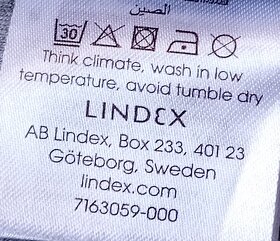 الصين
30
Think climate, wash in low
temperature, avoid tumble dry
LINDEX
AB Lindex, Box 233, 401 23
Göteborg, Sweden
lindex.com
7163059-000